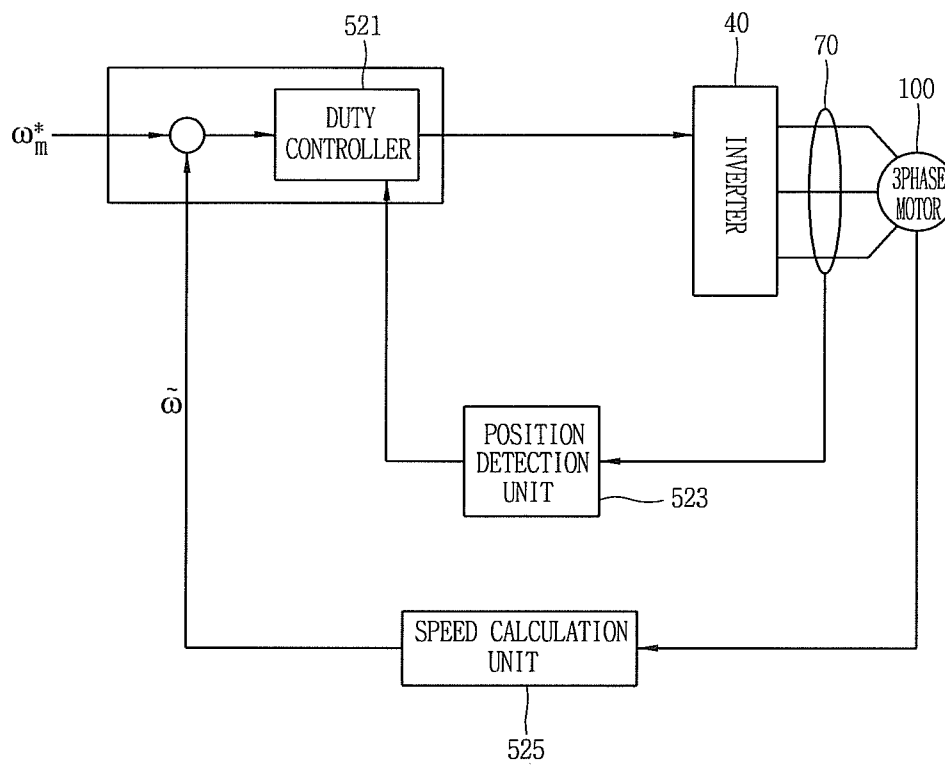 521
40
70
100
DUTY
CONTROLLER
ω*m
INVERTER
3PHASE
MOTOR
ω̃
POSITION
DETECTION
UNIT
523
SPEED CALCULATION
UNIT
525